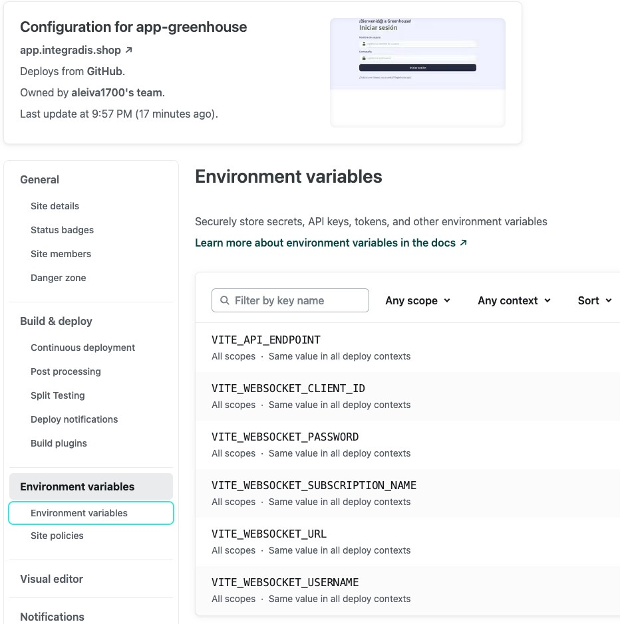 Configuration for app-greenhouse
app.integradis.shop ↗
Deploys from GitHub.
Owned by aleiva1700's team.
Last update at 9:57 PM (17 minutes ago).
¡Bienvenid@ a Greenhouse!
Iniciar sesión
General
Site details
Status badges
Site members
Danger zone
Build & deploy
Continuous deployment
Post processing
Split Testing
Deploy notifications
Build plugins
Environment variables
Environment variables
Site policies
Visual editor
Notifications
Environment variables
Securely store secrets, API keys, tokens, and other environment variables
Learn more about environment variables in the docs ↗
Filter by key name
Any scope
Any context
Sort
VITE_API_ENDPOINT
All scopes · Same value in all deploy contexts
VITE_WEBSOCKET_CLIENT_ID
All scopes · Same value in all deploy contexts
VITE_WEBSOCKET_PASSWORD
All scopes · Same value in all deploy contexts
VITE_WEBSOCKET_SUBSCRIPTION_NAME
All scopes · Same value in all deploy contexts
VITE_WEBSOCKET_URL
All scopes · Same value in all deploy contexts
VITE_WEBSOCKET_USERNAME
All scopes · Same value in all deploy contexts